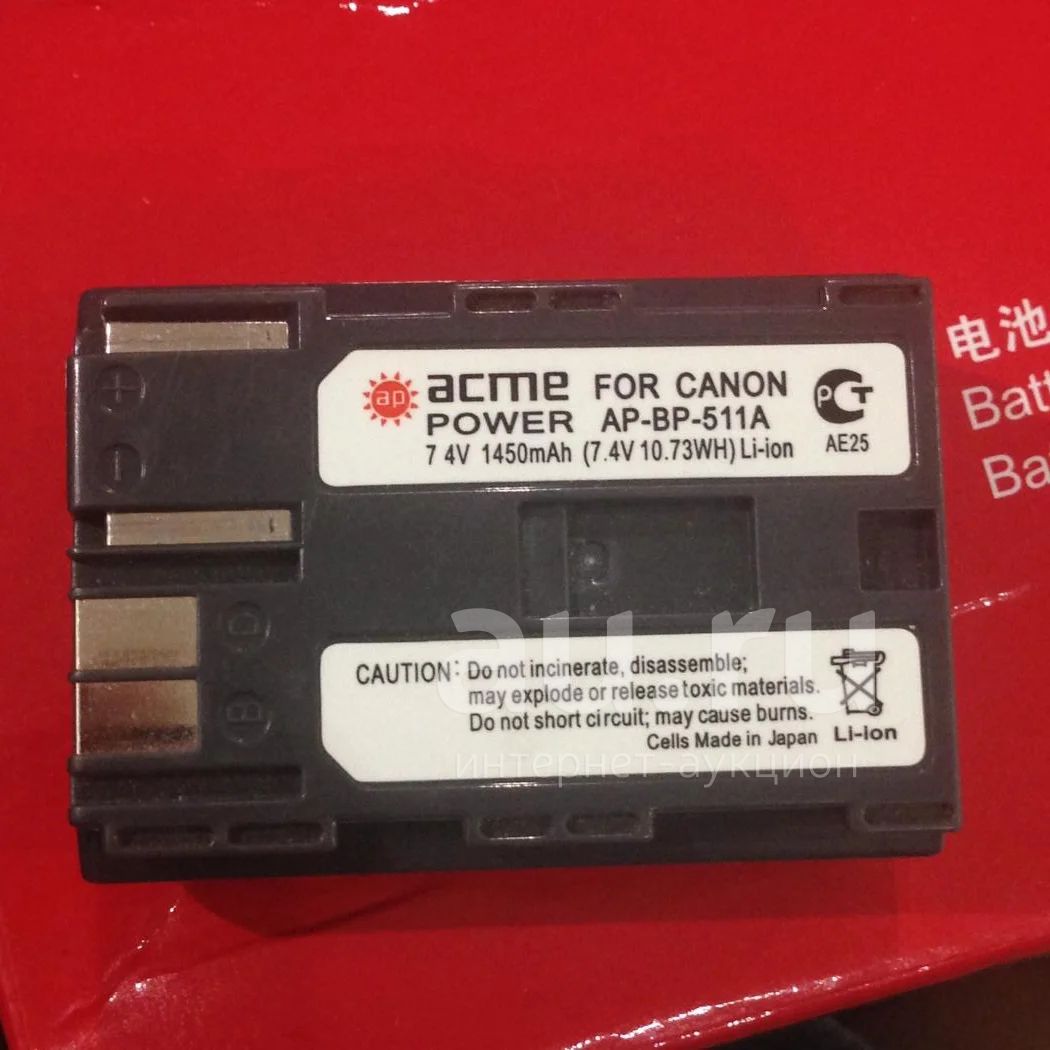 ap acme FOR CANON
POWER AP-BP-511A
7 4V 1450mAh (7.4V 10.73WH) Li-ion
PCT
AE25
+
-
D
B
CAUTION: Do not incinerate, disassemble;
may explode or release toxic materials.
Do not short circuit; may cause burns.
Cells Made in Japan
Li-ion
电池
Batt
Ba
au.ru
интернет-аукцион